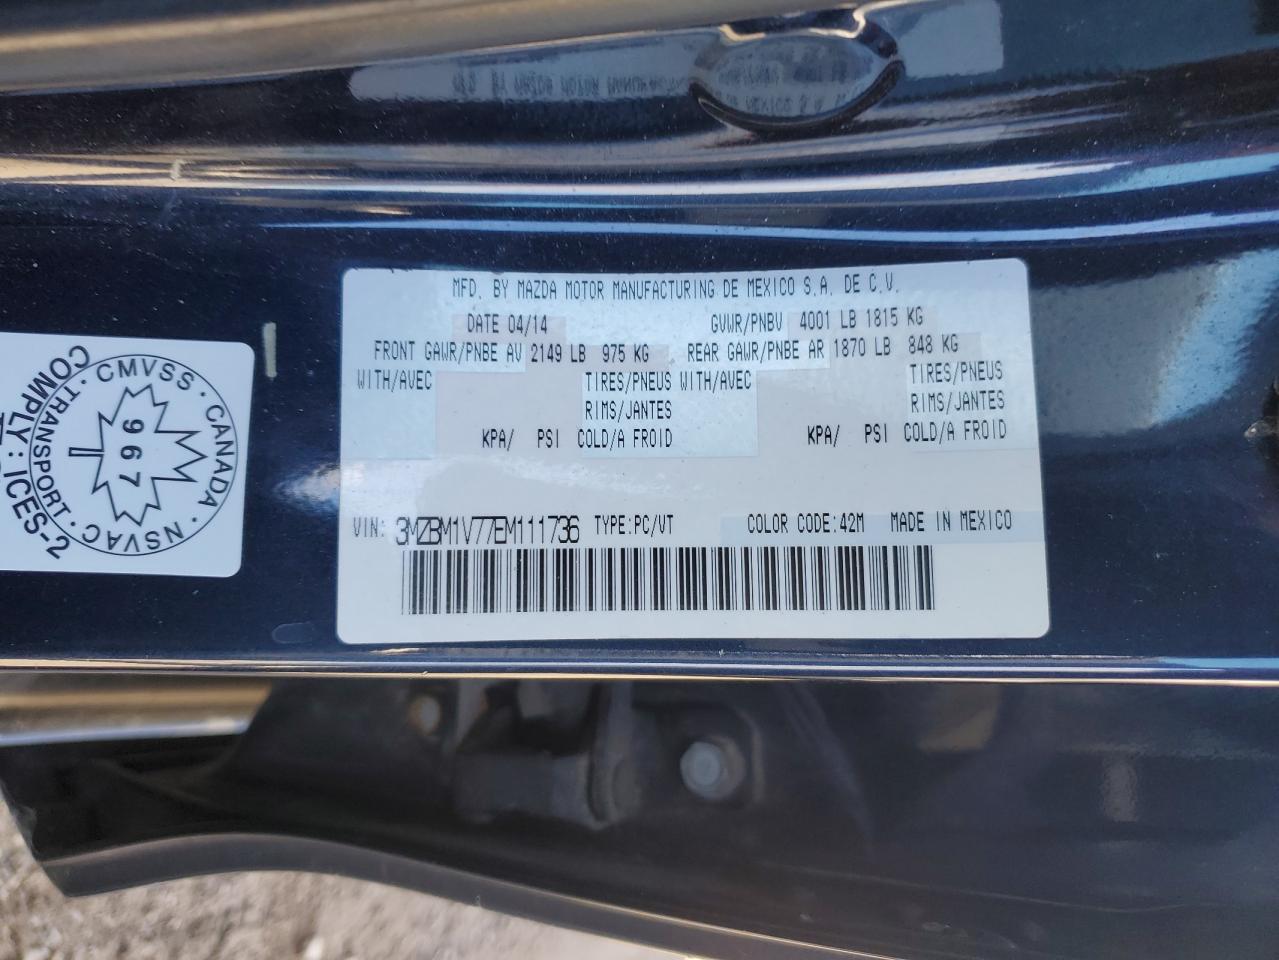 MFD. BY MAZDA MOTOR MANUFACTURING DE MEXICO S.A. DE C.V.
DATE 04/14 GVWR/PNBV 4001 LB 1815 KG
FRONT GAWR/PNBE AV 2149 LB 975 KG REAR GAWR/PNBE AR 1870 LB 848 KG
WITH/AVEC TIRES/PNEUS WITH/AVEC TIRES/PNEUS
RIMS/JANTES RIMS/JANTES
KPA/ PSI COLD/A FROID KPA/ PSI COLD/A FROID
VIN: 3MZBM1V77EM111736 TYPE:PC/VT COLOR CODE:42M MADE IN MEXICO
CMVSS · CANADA · NSVAC · TRANSPORT ·
967
COMPLY: ICES-2